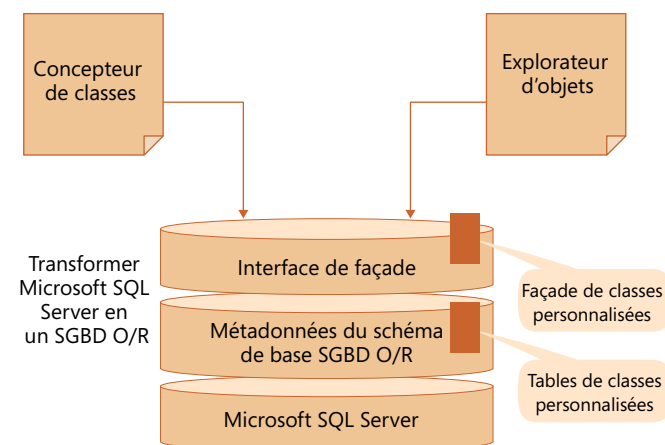 Concepteur
de classes
Explorateur
d’objets
Transformer
Microsoft SQL
Server en
un SGBD O/R
Interface de façade
Métadonnées du schéma
de base SGBD O/R
Microsoft SQL Server
Façade de classes
personnalisées
Tables de classes
personnalisées